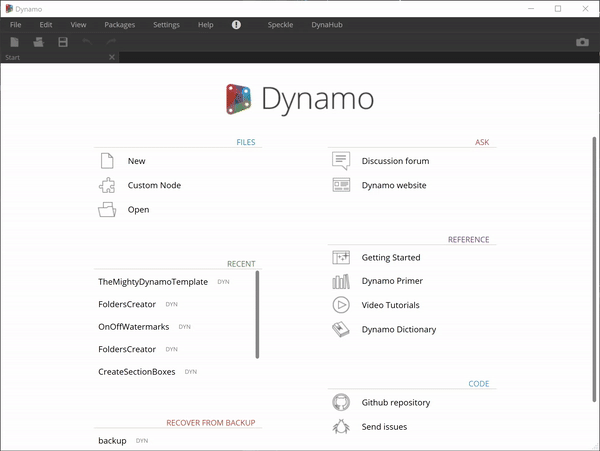 Dynamo
File Edit View Packages Settings Help Speckle DynaHub
Start
Dynamo
FILES
New
Custom Node
Open
RECENT
TheMightyDynamoTemplate DYN
FoldersCreator DYN
OnOffWatermarks DYN
FoldersCreator DYN
CreateSectionBoxes DYN
RECOVER FROM BACKUP
backup DYN
ASK
Discussion forum
Dynamo website
REFERENCE
Getting Started
Dynamo Primer
Video Tutorials
Dynamo Dictionary
CODE
Github repository
Send issues